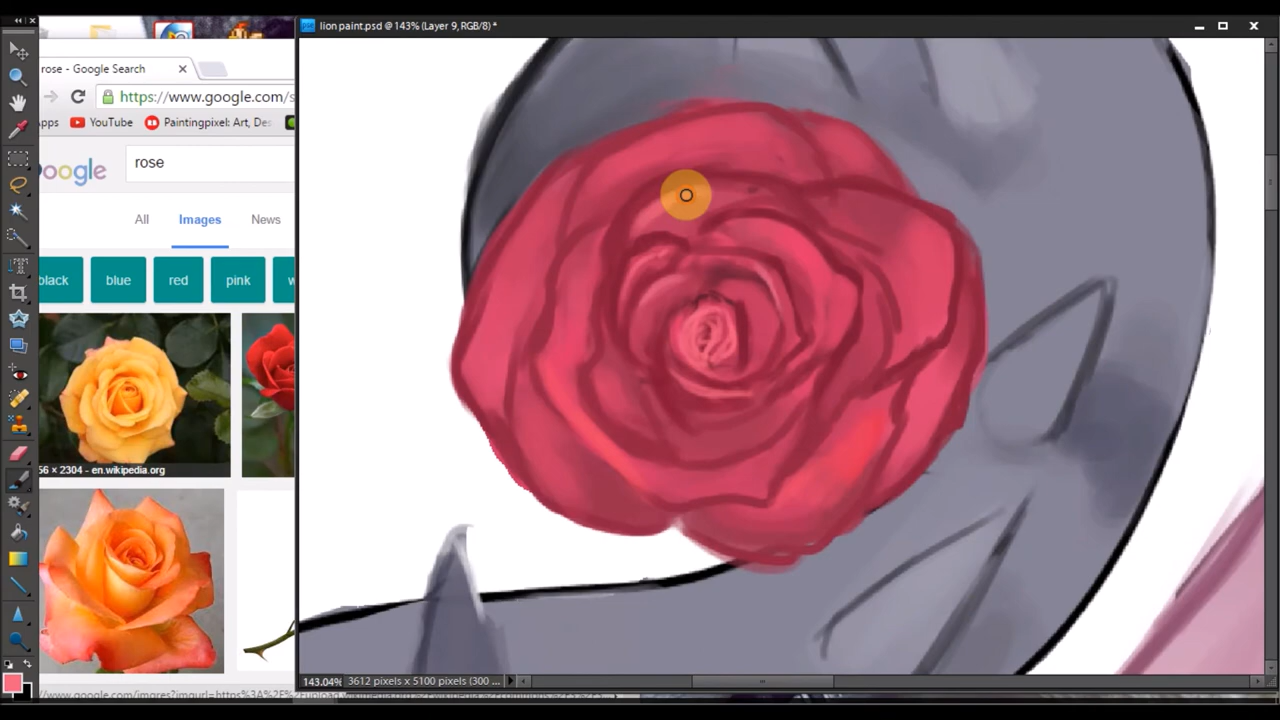 lion paint.psd @ 143% (Layer 9, RGB/8) *
rose - Google Search
https://www.google.com/s
YouTube
Paintingpixel: Art, Des
rose
All
Images
News
black
blue
red
pink
56 × 2304 - en.wikipedia.org
143.04%
3612 pixels x 5100 pixels (300 ...